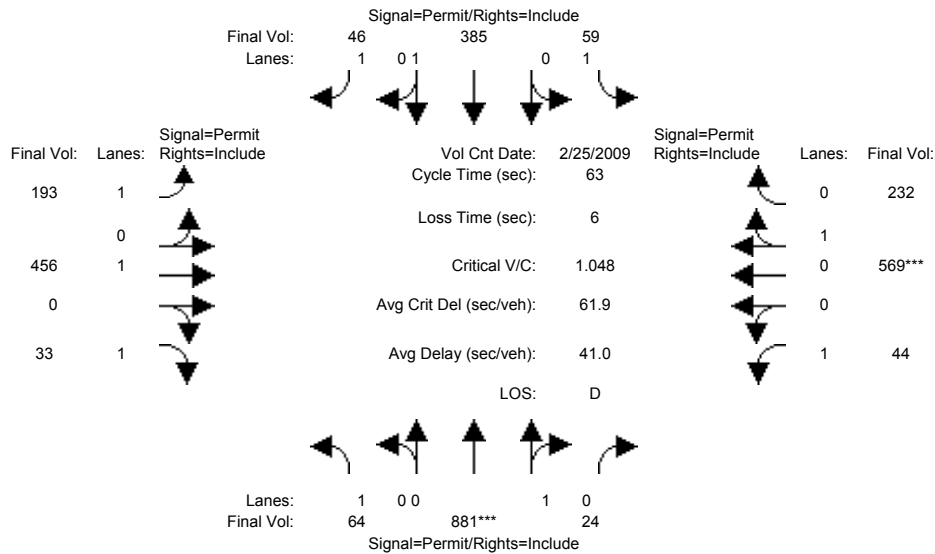 Signal=Permit/Rights=Include
Final Vol: 46 385 59
Lanes: 1 0 1 0 1
Signal=Permit
Rights=Include
Final Vol: Lanes:
Vol Cnt Date: 2/25/2009
Signal=Permit
Rights=Include
Lanes: Final Vol:
Cycle Time (sec): 63
193 1
0 232
Loss Time (sec): 6
0
1
456 1
Critical V/C: 1.048
0 569***
0
Avg Crit Del (sec/veh): 61.9
0
33 1
Avg Delay (sec/veh): 41.0
1 44
LOS: D
Lanes: 1 0 0 1 0
Final Vol: 64 881*** 24
Signal=Permit/Rights=Include